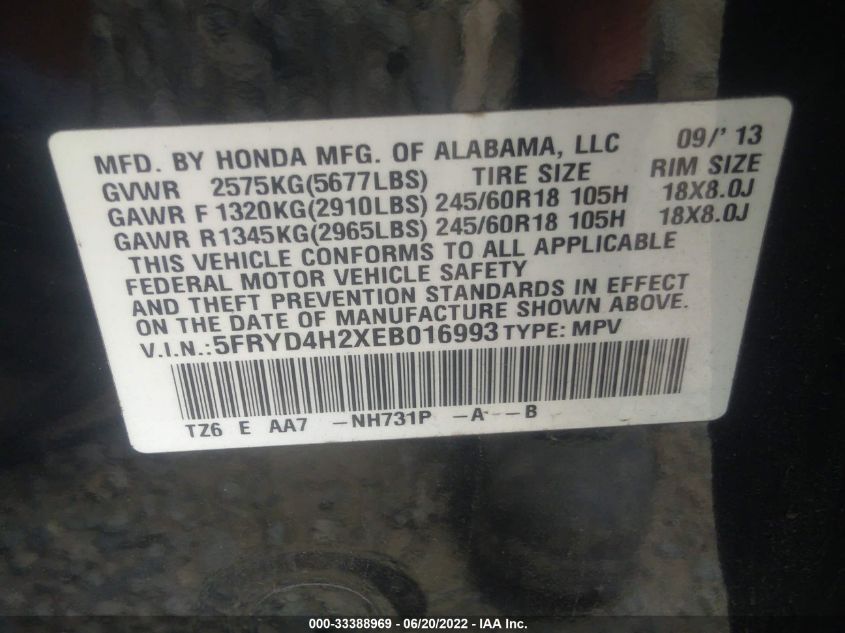 MFD. BY HONDA MFG. OF ALABAMA, LLC 09/' 13
GVWR 2575KG(5677LBS) TIRE SIZE RIM SIZE
GAWR F 1320KG(2910LBS) 245/60R18 105H 18X8.0J
GAWR R1345KG(2965LBS) 245/60R18 105H 18X8.0J
THIS VEHICLE CONFORMS TO ALL APPLICABLE
FEDERAL MOTOR VEHICLE SAFETY
AND THEFT PREVENTION STANDARDS IN EFFECT
ON THE DATE OF MANUFACTURE SHOWN ABOVE.
V.I.N.:5FRYD4H2XEB016993 TYPE: MPV
TZ6 E AA7 -NH731P -A--B
000-33388969 - 06/20/2022 - IAA Inc.